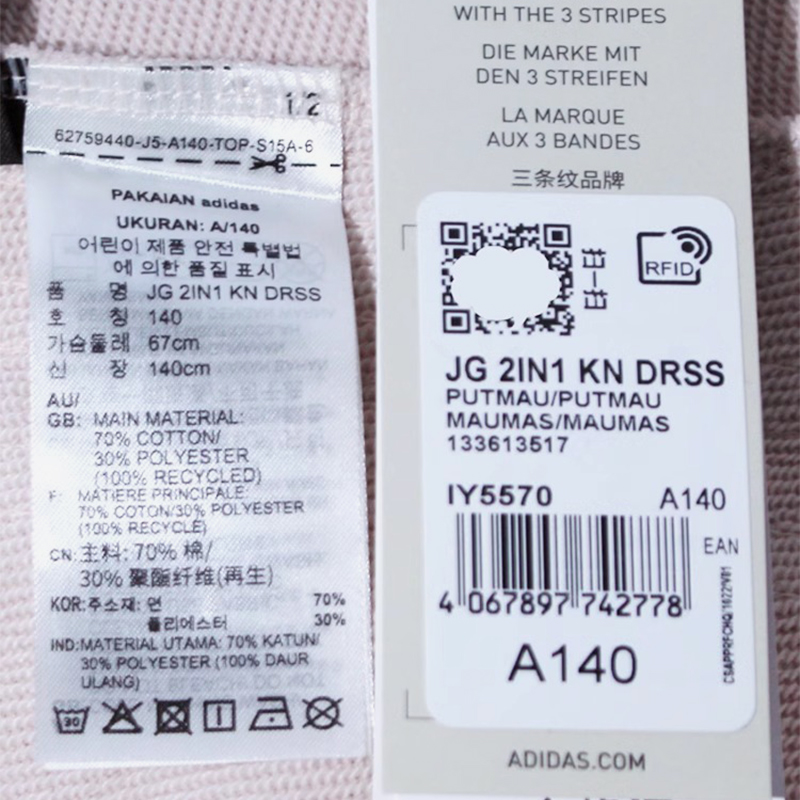 1/2
62759440-J5-A140-TOP-S15A-6
PAKAIAN adidas
UKURAN: A/140
어린이 제품 안전 특별법
에 의한 품질 표시
품 명 JG 2IN1 KN DRSS
호 칭 140
가슴둘레 67cm
신 장 140cm
AU/
GB: MAIN MATERIAL:
70% COTTON/
30% POLYESTER
(100% RECYCLED)
F: MATIERE PRINCIPALE:
70% COTON/30% POLYESTER
(100% RECYCLÉ)
CN: 主料: 70% 棉/
30% 聚酯纤维(再生)
KOR: 주소재: 면 70%
폴리에스터 30%
IND: MATERIAL UTAMA: 70% KATUN/
30% POLYESTER (100% DAUR
ULANG)
30
WITH THE 3 STRIPES
DIE MARKE MIT
DEN 3 STREIFEN
LA MARQUE
AUX 3 BANDES
三条纹品牌
RFID
JG 2IN1 KN DRSS
PUTMAU/PUTMAU
MAUMAS/MAUMAS
133613517
IY5570 A140
EAN
4 067897 742778
A140
ADIDAS.COM